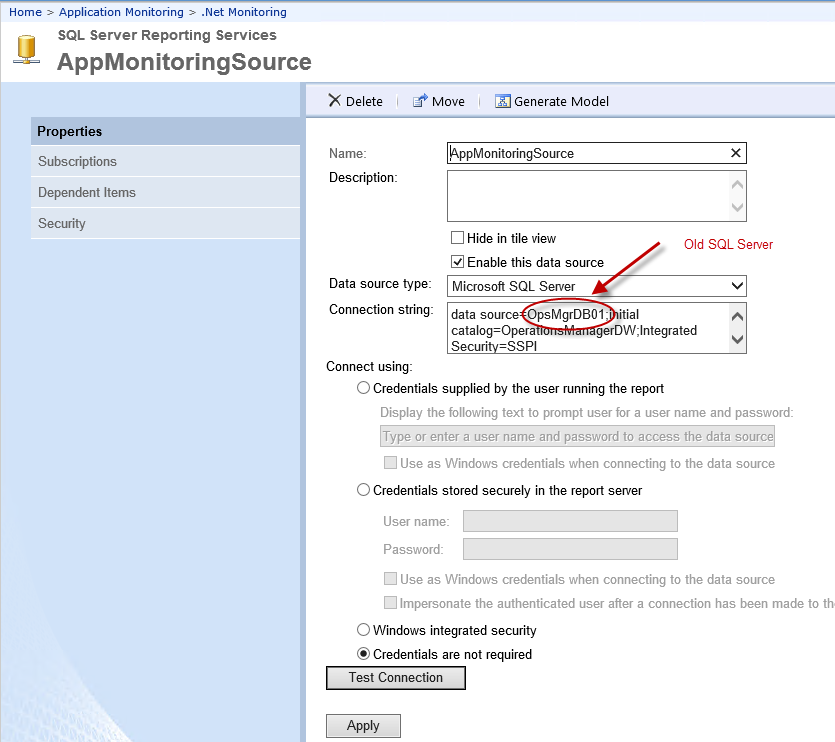 Home > Application Monitoring > .Net Monitoring
SQL Server Reporting Services
AppMonitoringSource
Delete Move Generate Model
Properties
Subscriptions
Dependent Items
Security
Name: AppMonitoringSource
Description:
Hide in tile view
Old SQL Server
Enable this data source
Data source type: Microsoft SQL Server
Connection string: data source=OpsMgrDB01;initial
catalog=OperationsManagerDW;Integrated
Security=SSPI
Connect using:
Credentials supplied by the user running the report
Display the following text to prompt user for a user name and password:
Type or enter a user name and password to access the data source
Use as Windows credentials when connecting to the data source
Credentials stored securely in the report server
User name:
Password:
Use as Windows credentials when connecting to the data source
Impersonate the authenticated user after a connection has been made to the
Windows integrated security
Credentials are not required
Test Connection
Apply